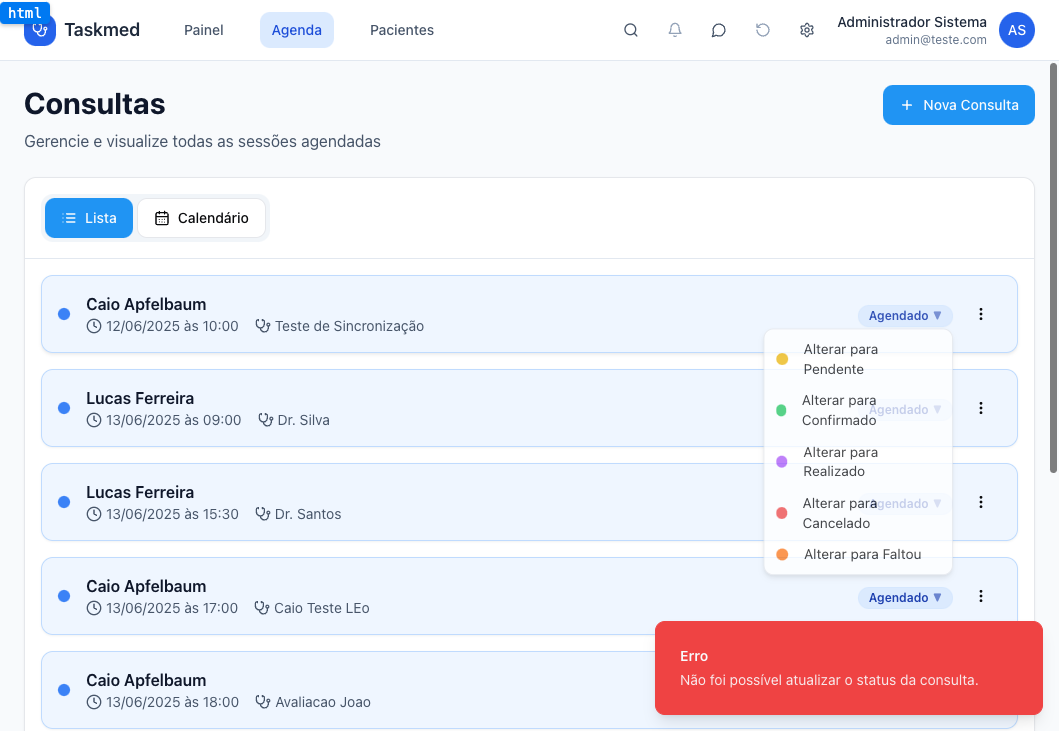 html
Taskmed
Painel
Agenda
Pacientes
Administrador Sistema
admin@teste.com
AS
Consultas
Gerencie e visualize todas as sessões agendadas
+ Nova Consulta
Lista
Calendário
Caio Apfelbaum
12/06/2025 às 10:00
Teste de Sincronização
Agendado ▼
Alterar para
Pendente
Alterar para
Confirmado
Alterar para
Realizado
Alterar para
Cancelado
Alterar para Faltou
Lucas Ferreira
13/06/2025 às 09:00
Dr. Silva
Agendado ▼
Lucas Ferreira
13/06/2025 às 15:30
Dr. Santos
Agendado ▼
Caio Apfelbaum
13/06/2025 às 17:00
Caio Teste LEo
Agendado ▼
Caio Apfelbaum
13/06/2025 às 18:00
Avaliacao Joao
Erro
Não foi possível atualizar o status da consulta.